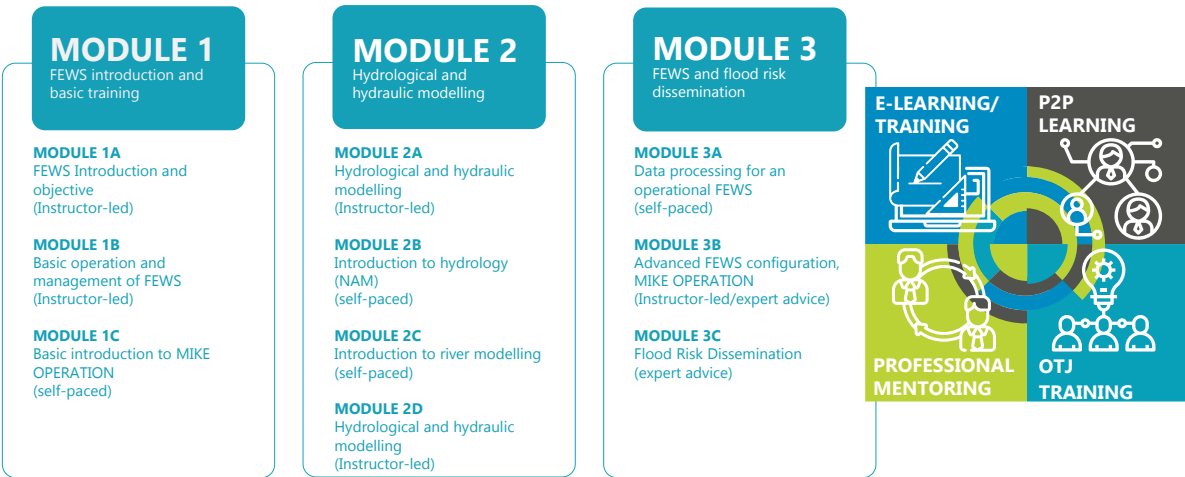 MODULE 1
FEWS introduction and
basic training
MODULE 1A
FEWS Introduction and
objective
(Instructor-led)
MODULE 1B
Basic operation and
management of FEWS
(Instructor-led)
MODULE 1C
Basic introduction to MIKE
OPERATION
(self-paced)
MODULE 2
Hydrological and
hydraulic modelling
MODULE 2A
Hydrological and hydraulic
modelling
(Instructor-led)
MODULE 2B
Introduction to hydrology
(NAM)
(self-paced)
MODULE 2C
Introduction to river modelling
(self-paced)
MODULE 2D
Hydrological and hydraulic
modelling
(Instructor-led)
MODULE 3
FEWS and flood risk
dissemination
MODULE 3A
Data processing for an
operational FEWS
(self-paced)
MODULE 3B
Advanced FEWS configuration,
MIKE OPERATION
(Instructor-led/expert advice)
MODULE 3C
Flood Risk Dissemination
(expert advice)
E-LEARNING/
TRAINING
P2P
LEARNING
PROFESSIONAL
MENTORING
OTJ
TRAINING